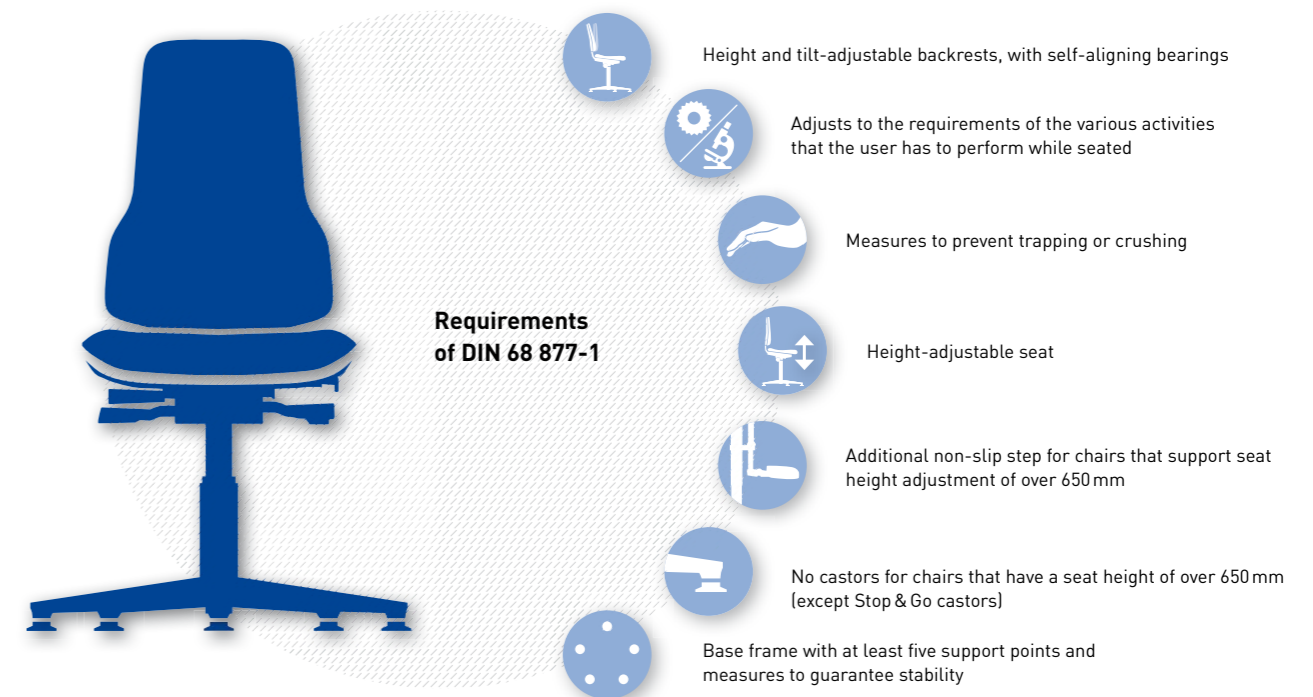 Height and tilt-adjustable backrests, with self-aligning bearings
Adjusts to the requirements of the various activities
that the user has to perform while seated
Measures to prevent trapping or crushing
Requirements
of DIN 68 877-1
Height-adjustable seat
Additional non-slip step for chairs that support seat
height adjustment of over 650 mm
No castors for chairs that have a seat height of over 650 mm
(except Stop & Go castors)
Base frame with at least five support points and
measures to guarantee stability